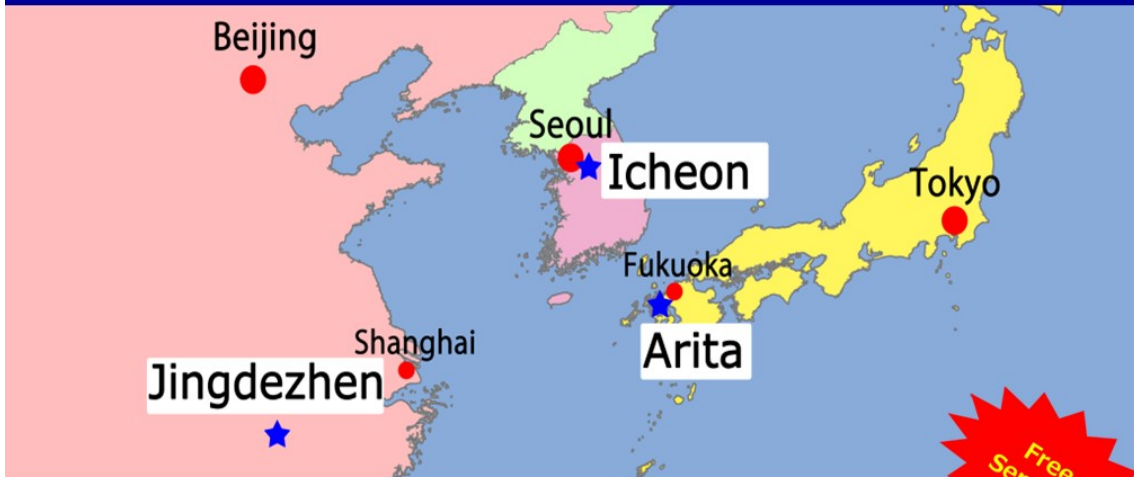 Beijing
Seoul
Icheon
Tokyo
Fukuoka
Arita
Shanghai
Jingdezhen
Free